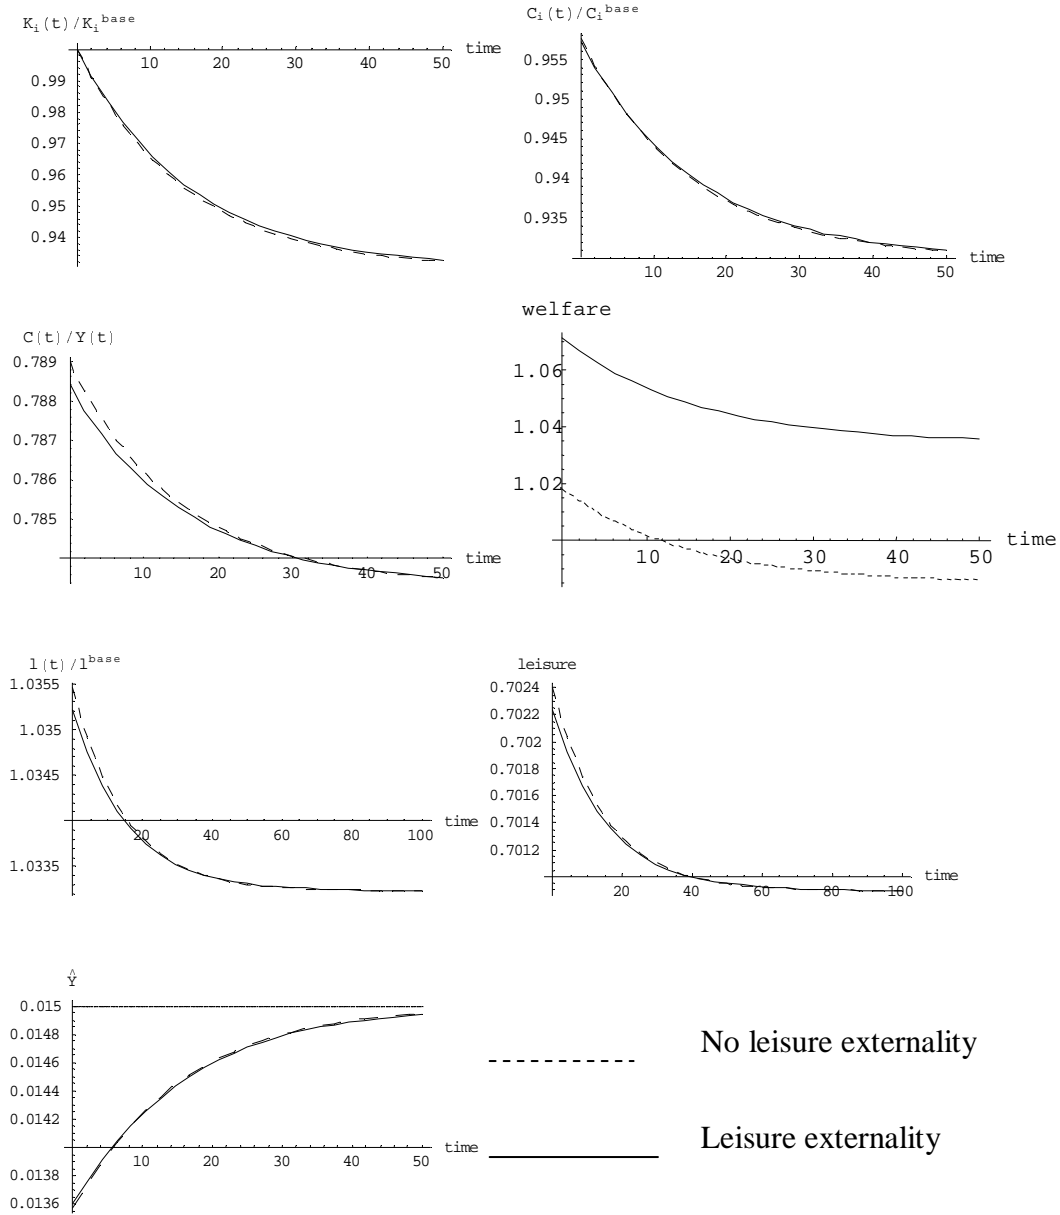 K_i(t)/K_i^base
time
10 20 30 40 50
0.99
0.98
0.97
0.96
0.95
0.94
C_i(t)/C_i^base
0.955
0.95
0.945
0.94
0.935
time
10 20 30 40 50
C(t)/Y(t)
0.789
0.788
0.787
0.786
0.785
time
10 20 30 40 50
welfare
1.06
1.04
1.02
time
10 20 30 40 50
l(t)/l^base
1.0355
1.035
1.0345
time
20 40 60 80 100
1.0335
leisure
0.7024
0.7022
0.702
0.7018
0.7016
0.7014
0.7012
time
20 40 60 80 100
Ŷ
0.015
0.0148
0.0146
0.0144
0.0142
time
10 20 30 40 50
0.0138
0.0136
No leisure externality
Leisure externality